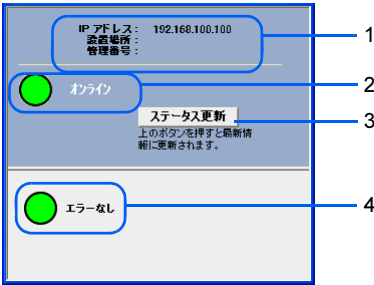 IP アドレス： 192.168.100.100
装置場所：
管理番号：
オンライン
ステータス更新
上のボタンを押すと最新情
報に更新されます。
エラーなし
1
2
3
4